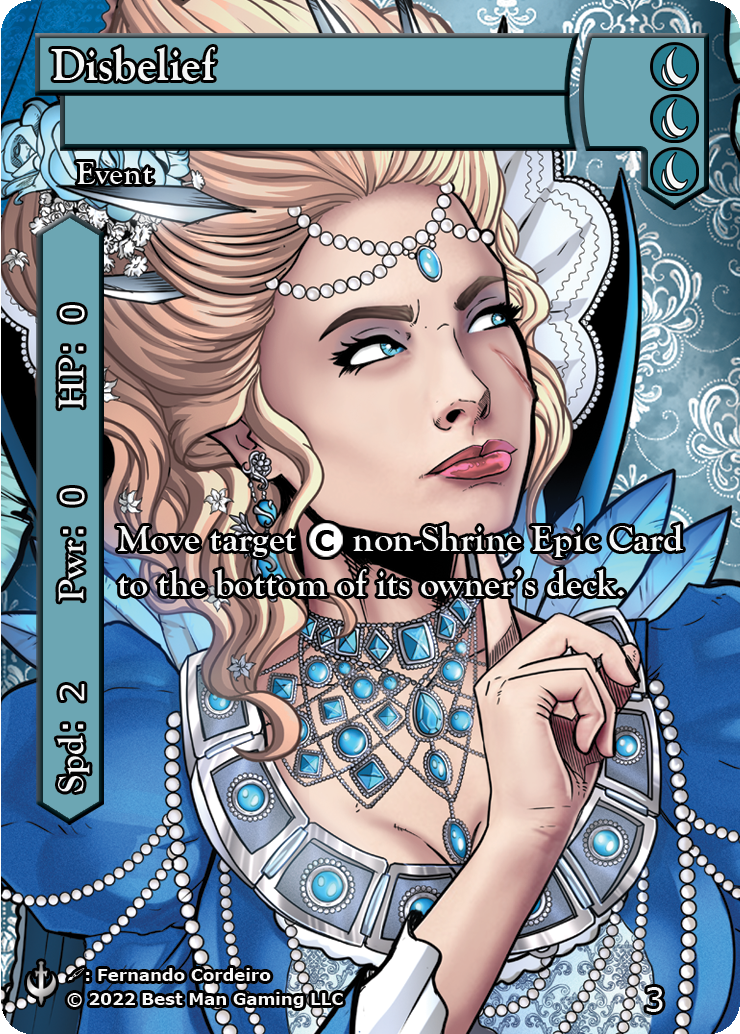 Disbelief
Event
HP: 0
Pwr: 0
Spd: 2
Move target C non-Shrine Epic Card
to the bottom of its owner's deck.
: Fernando Cordeiro
© 2022 Best Man Gaming LLC
3